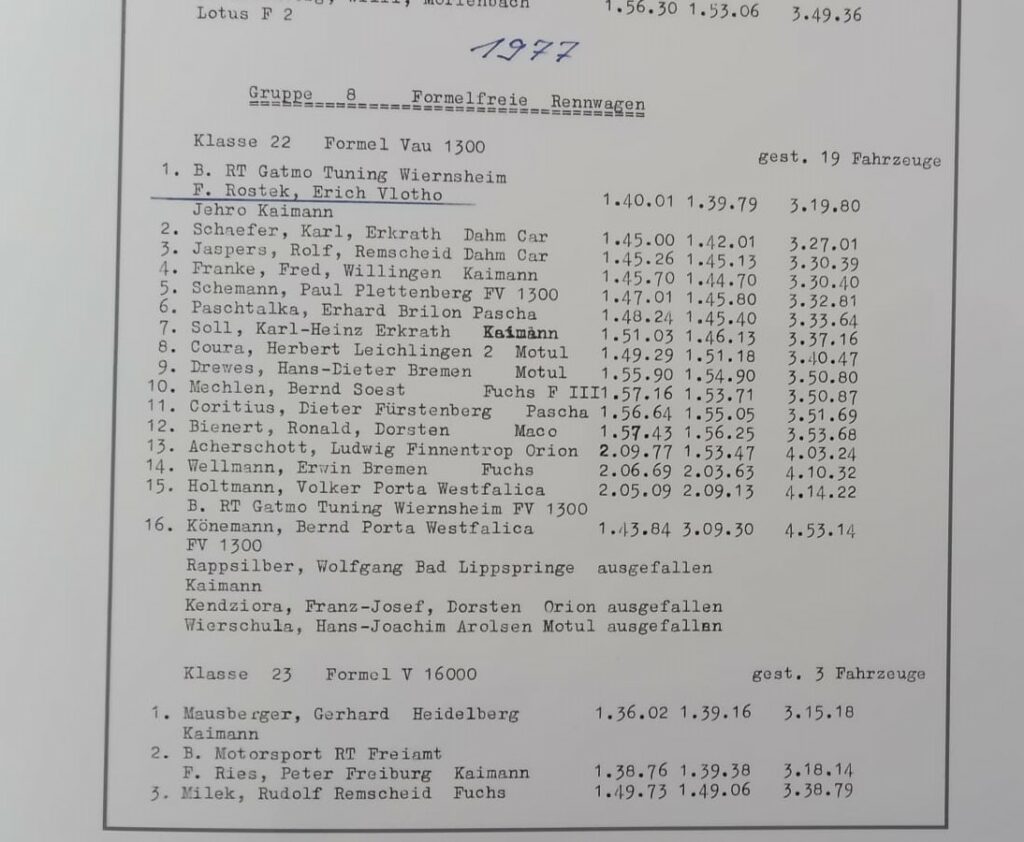 Möllenbach 1.56.30 1.53.06 3.49.36
Lotus F 2
1977
Gruppe 8 Formelfreie Rennwagen
Klasse 22 Formel Vau 1300 gest. 19 Fahrzeuge
1. B. RT Gatmo Tuning Wiernsheim
F. Rostek, Erich Vlotho 1.40.01 1.39.79 3.19.80
Jehro Kaimann
2. Schaefer, Karl, Erkrath Dahm Car 1.45.00 1.42.01 3.27.01
3. Jaspers, Rolf, Remscheid Dahm Car 1.45.26 1.45.13 3.30.39
4. Franke, Fred, Willingen Kaimann 1.45.70 1.44.70 3.30.40
5. Schemann, Paul Plettenberg FV 1300 1.47.01 1.45.80 3.32.81
6. Paschtalka, Erhard Brilon Pascha 1.48.24 1.45.40 3.33.64
7. Soll, Karl-Heinz Erkrath Kaimánn 1.51.03 1.46.13 3.37.16
8. Coura, Herbert Leichlingen 2 Motul 1.49.29 1.51.18 3.40.47
9. Drewes, Hans-Dieter Bremen Motul 1.55.90 1.54.90 3.50.80
10. Mechlen, Bernd Soest Fuchs F III 1.57.16 1.53.71 3.50.87
11. Coritius, Dieter Fürstenberg Pascha 1.56.64 1.55.05 3.51.69
12. Bienert, Ronald, Dorsten Maco 1.57.43 1.56.25 3.53.68
13. Acherschott, Ludwig Finnentrop Orion 2.09.77 1.53.47 4.03.24
14. Wellmann, Erwin Bremen Fuchs 2.06.69 2.03.63 4.10.32
15. Holtmann, Volker Porta Westfalica 2.05.09 2.09.13 4.14.22
B. RT Gatmo Tuning Wiernsheim FV 1300
16. Könemann, Bernd Porta Westfalica 1.43.84 3.09.30 4.53.14
FV 1300
Rappsilber, Wolfgang Bad Lippspringe ausgefallen
Kaimann
Kendziora, Franz-Josef, Dorsten Orion ausgefallen
Wierschula, Hans-Joachim Arolsen Motul ausgefallen
Klasse 23 Formel V 16000 gest. 3 Fahrzeuge
1. Mausberger, Gerhard Heidelberg 1.36.02 1.39.16 3.15.18
Kaimann
2. B. Motorsport RT Freiamt
F. Ries, Peter Freiburg Kaimann 1.38.76 1.39.38 3.18.14
3. Milek, Rudolf Remscheid Fuchs 1.49.73 1.49.06 3.38.79